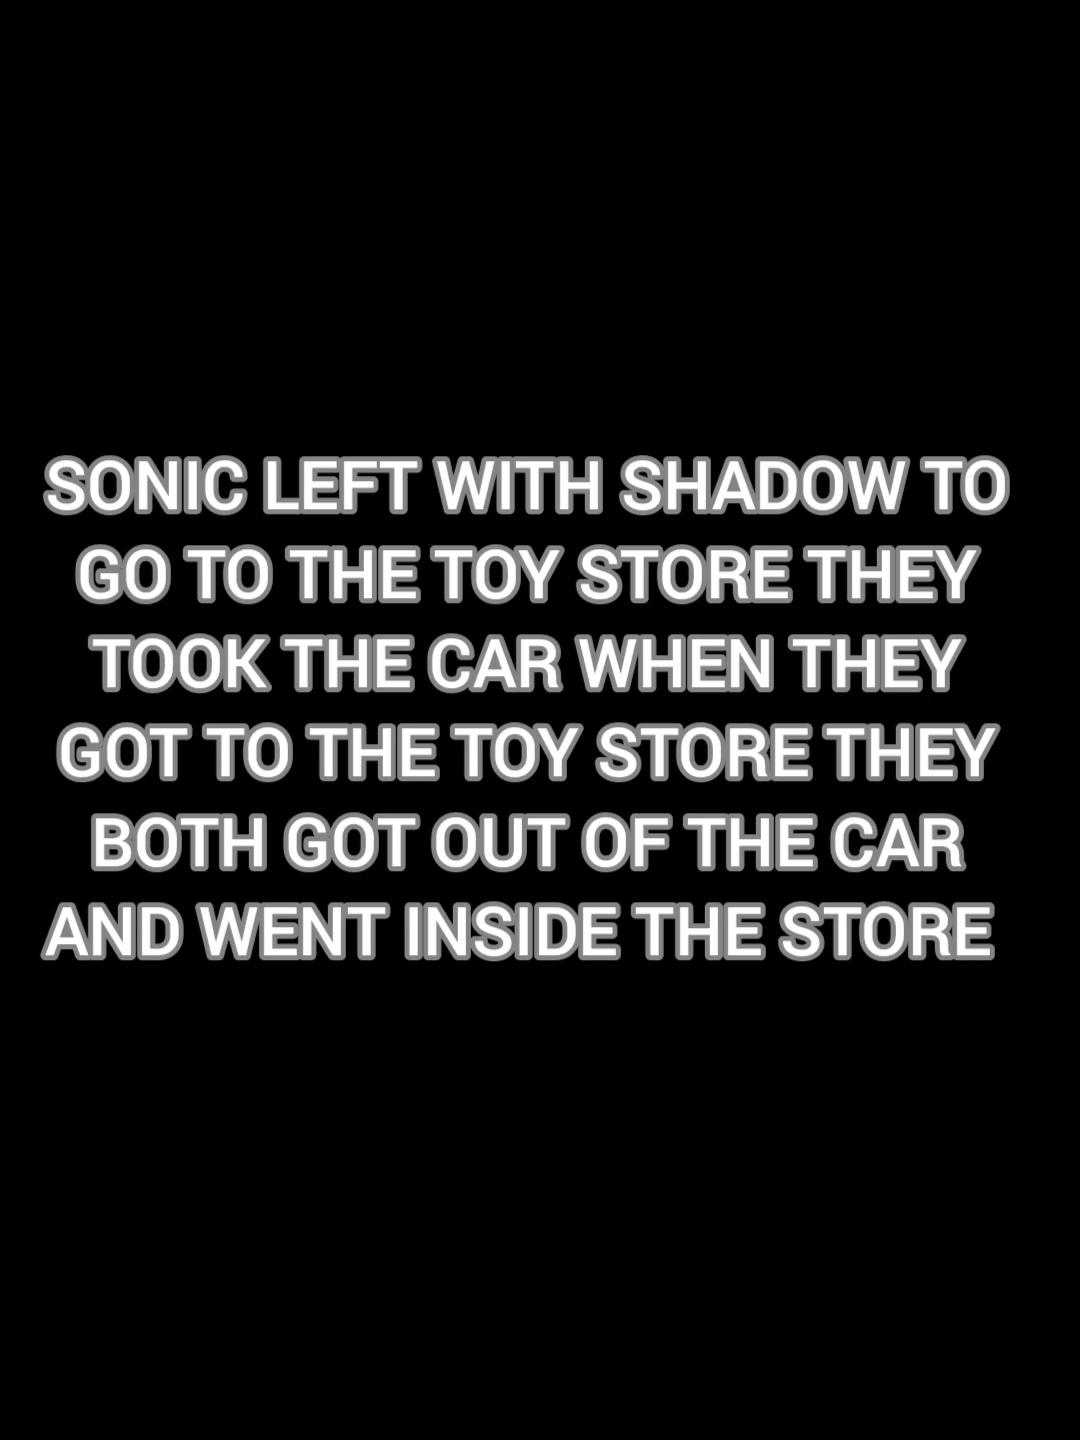 SONIC LEFT WITH SHADOW TO
GO TO THE TOY STORE THEY
TOOK THE CAR WHEN THEY
GOT TO THE TOY STORE THEY
BOTH GOT OUT OF THE CAR
AND WENT INSIDE THE STORE